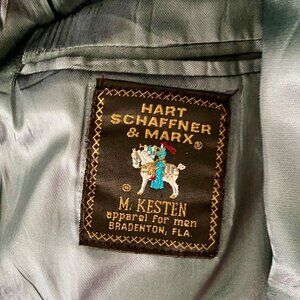 HART
SCHAFFNER
& MARX®
®
M. KESTEN
apparel for men
BRADENTON, FLA.